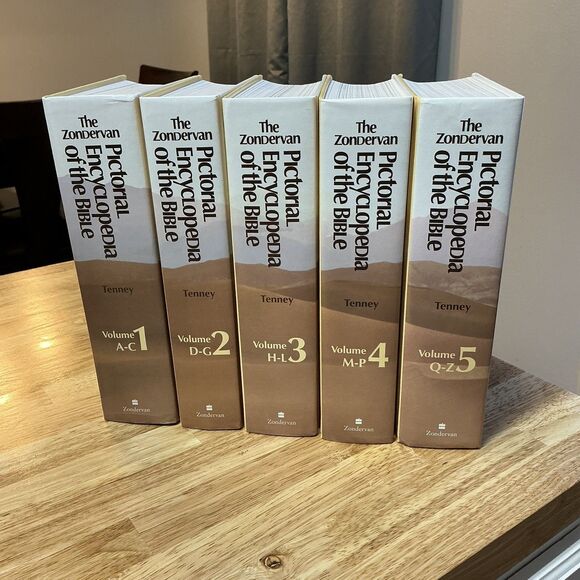 The
Zondervan
Pictorial
Encyclopedia
of the Bible
Tenney
Volume 1
A-C
Zondervan
The
Zondervan
Pictorial
Encyclopedia
of the Bible
Tenney
Volume 2
D-G
Zondervan
The
Zondervan
Pictorial
Encyclopedia
of the Bible
Tenney
Volume 3
H-L
Zondervan
The
Zondervan
Pictorial
Encyclopedia
of the Bible
Tenney
Volume 4
M-P
Zondervan
The
Zondervan
Pictorial
Encyclopedia
of the Bible
Tenney
Volume 5
Q-Z
Zondervan